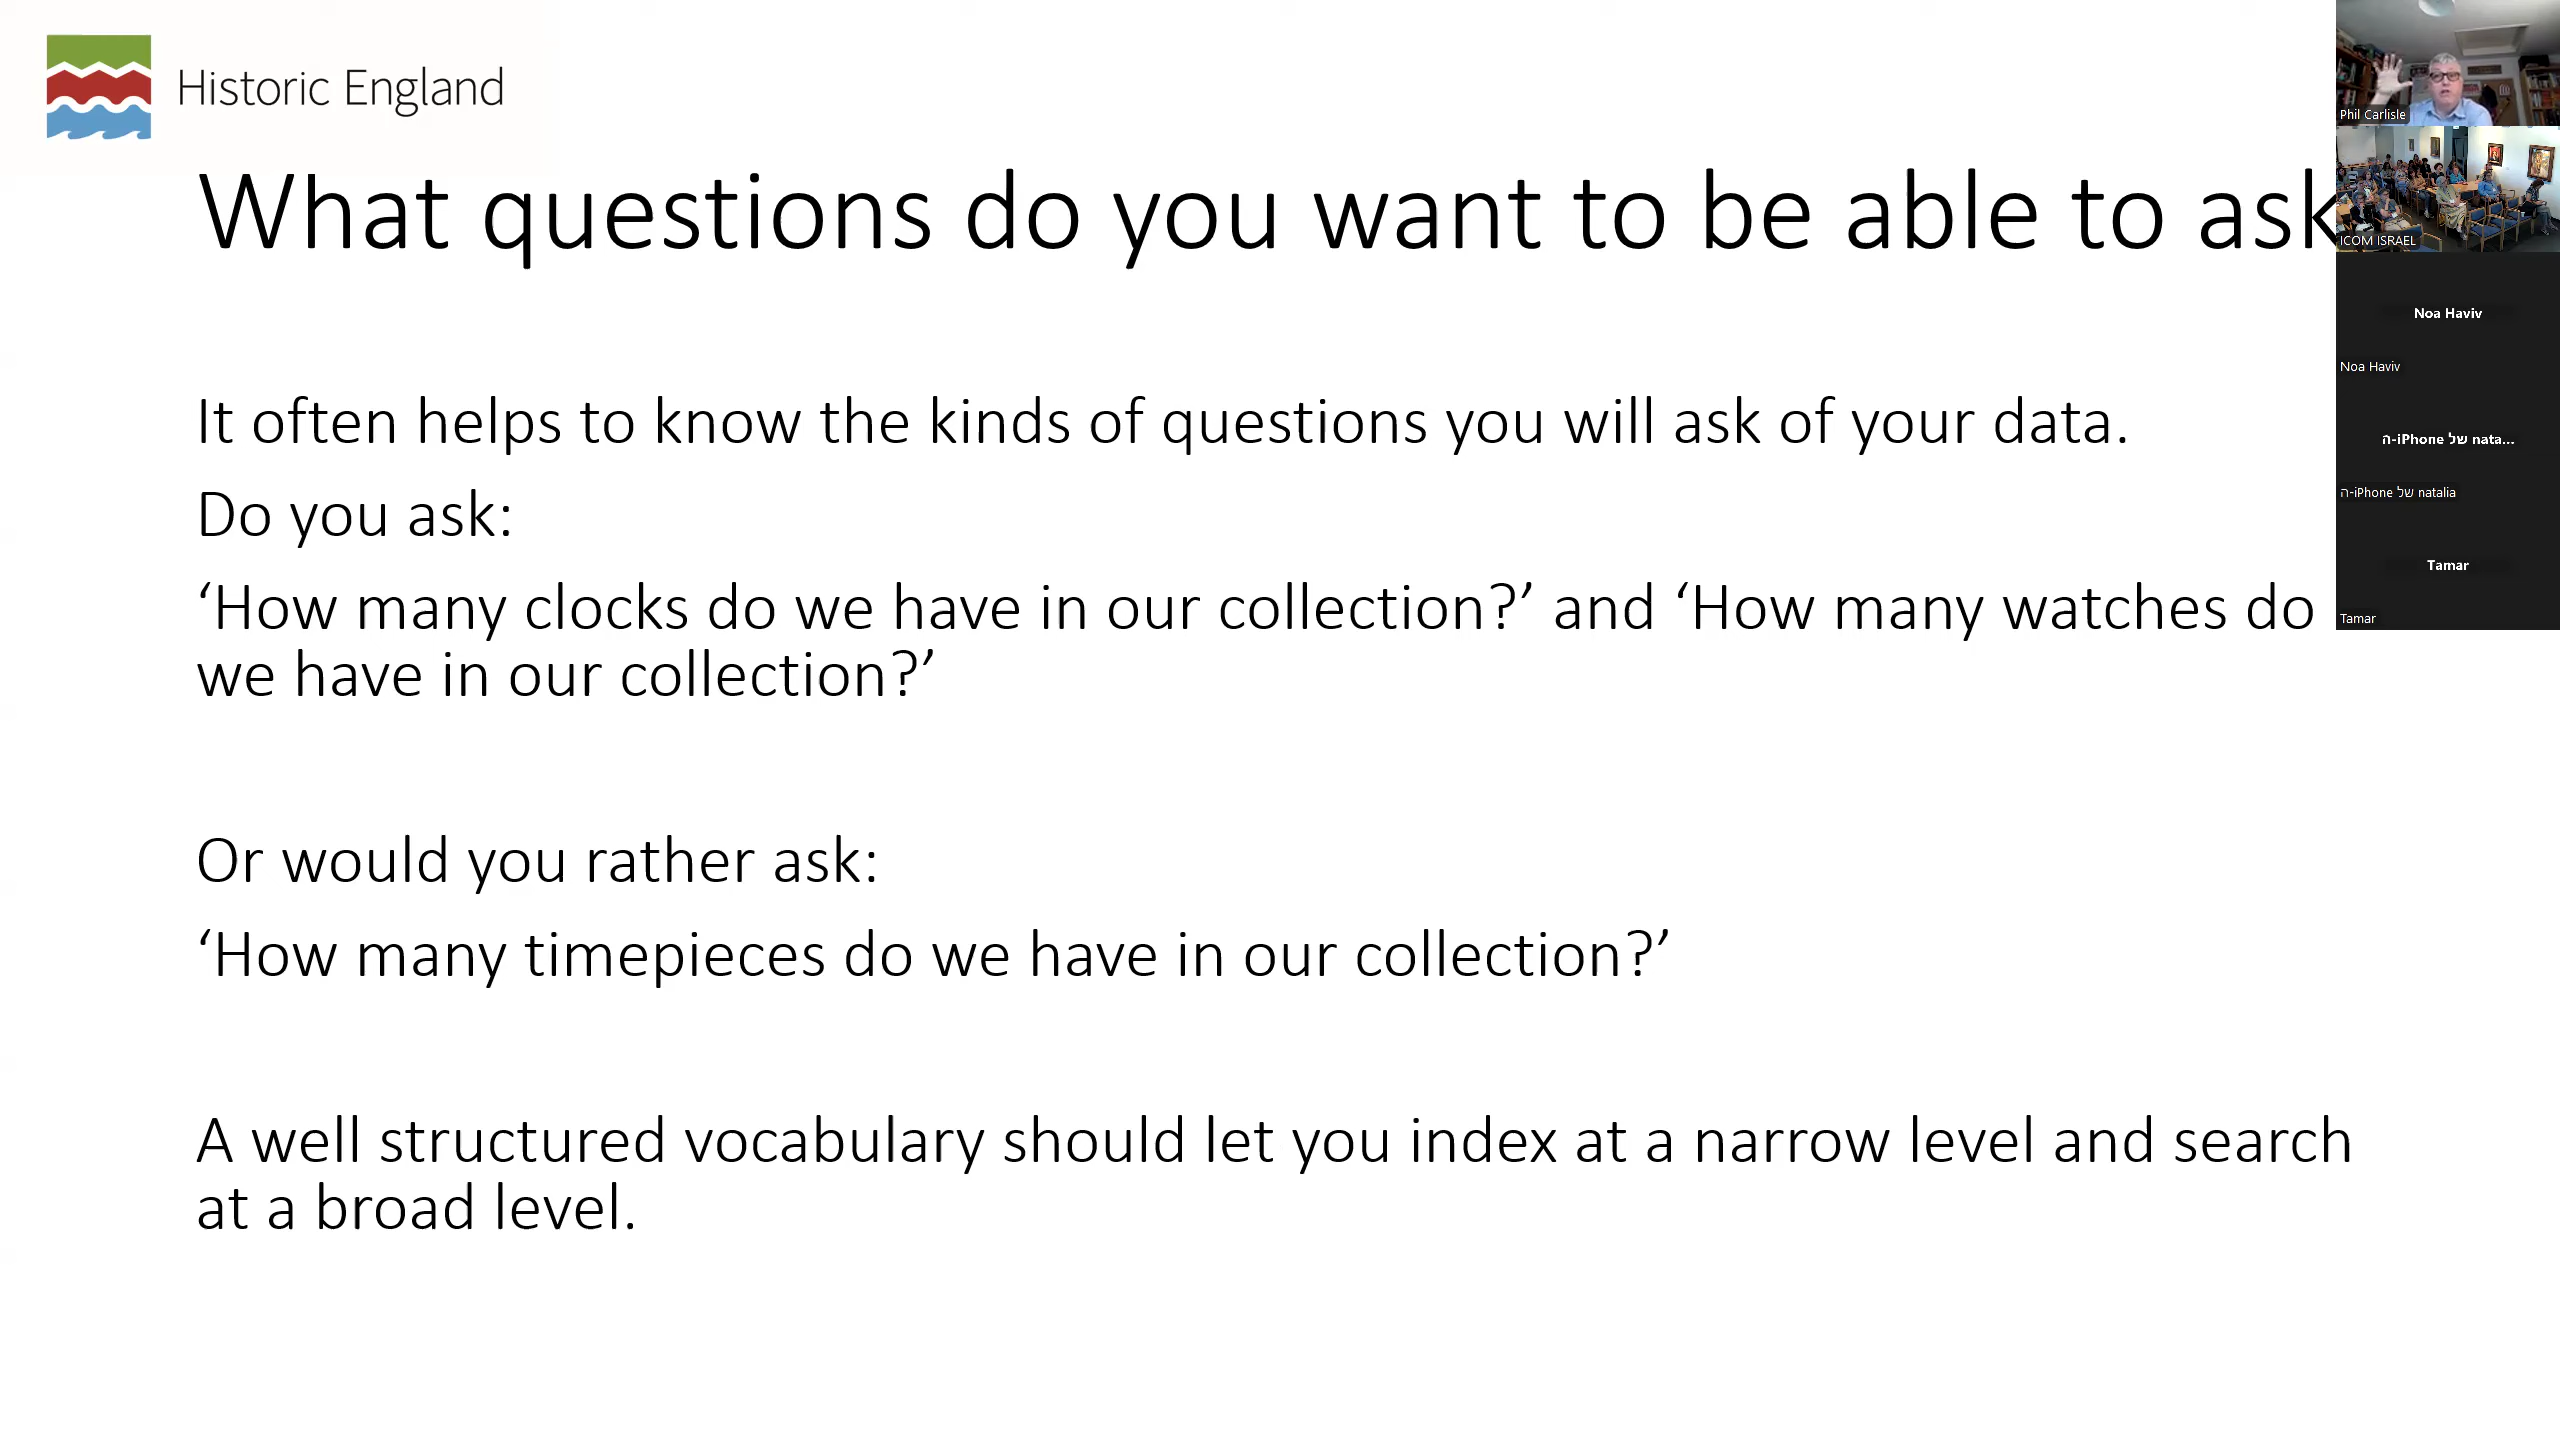 Historic England
What questions do you want to be able to ask
It often helps to know the kinds of questions you will ask of your data.
Do you ask:
‘How many clocks do we have in our collection?’ and ‘How many watches do
we have in our collection?’
Or would you rather ask:
‘How many timepieces do we have in our collection?’
A well structured vocabulary should let you index at a narrow level and search
at a broad level.
Phil Carlisle
ICOM ISRAEL
Noa Haviv
Noa Haviv
ה-iPhone של nata...
ה-iPhone של natalia
Tamar
Tamar